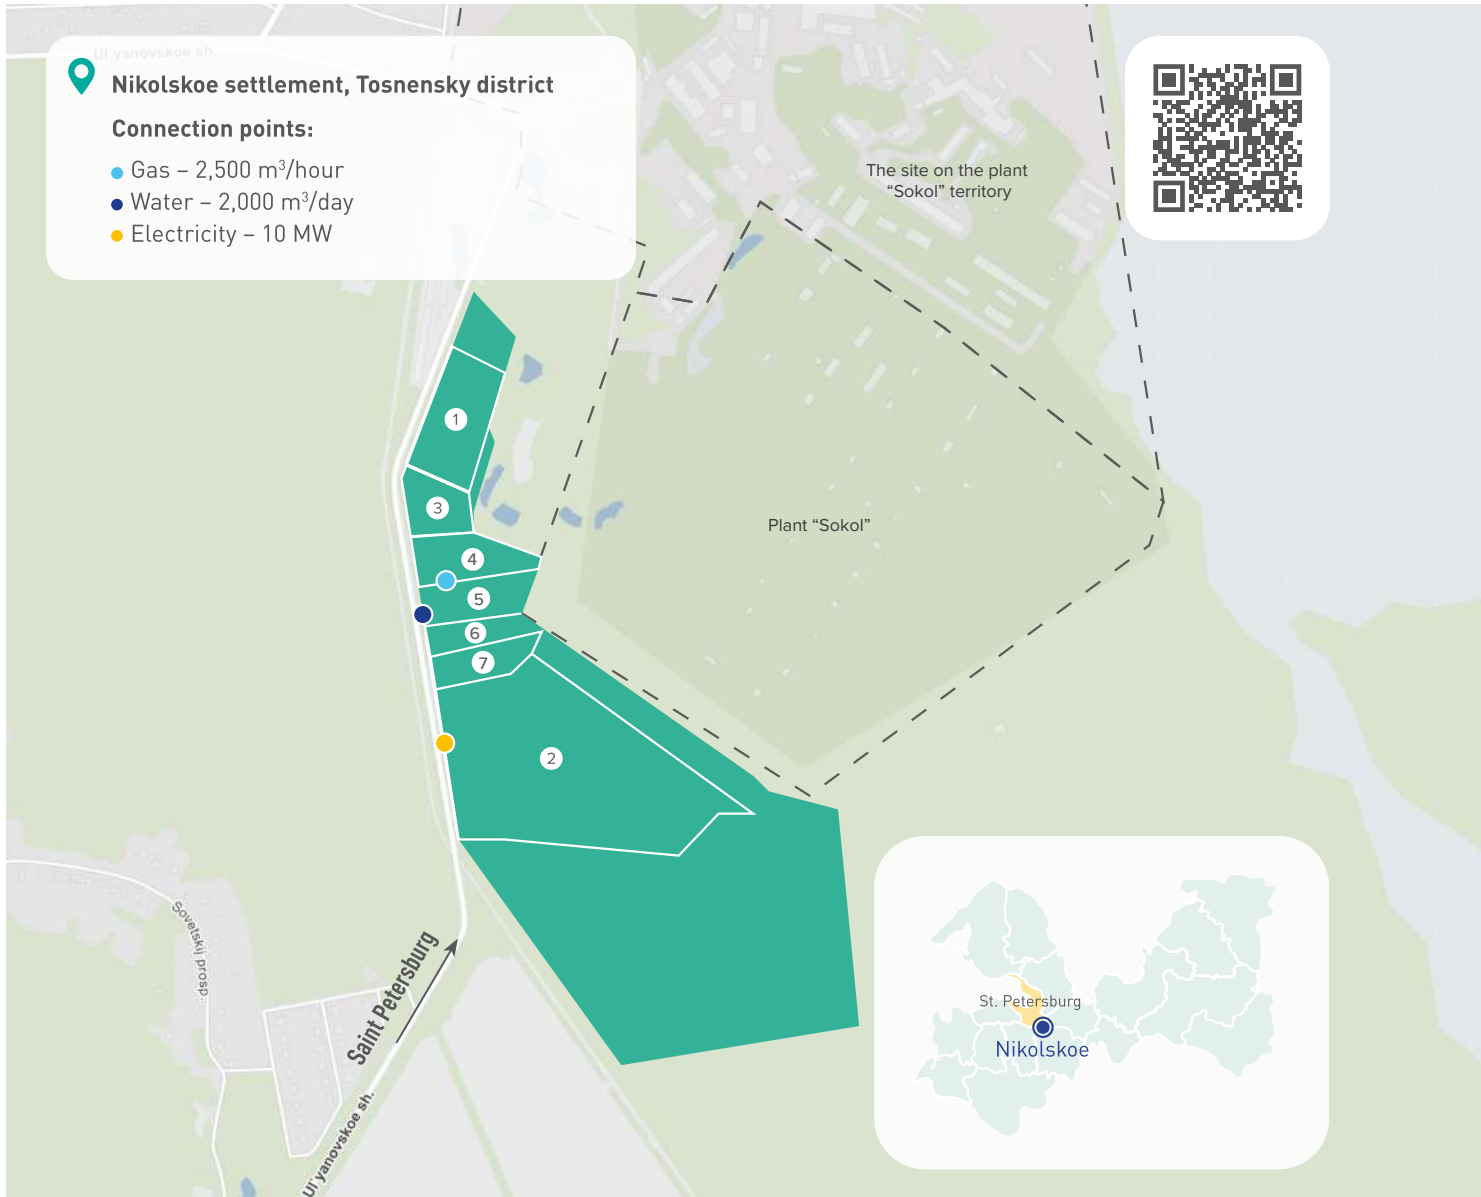 Ul'yanovskoe sh.
Nikolskoe settlement, Tosnensky district
Connection points:
Gas – 2,500 m³/hour
Water – 2,000 m³/day
Electricity – 10 MW
The site on the plant
“Sokol” territory
1
3
4
5
6
7
2
Plant “Sokol”
Sovetskij prosp.
Saint Petersburg
Ul'yanovskoe sh.
St. Petersburg
Nikolskoe